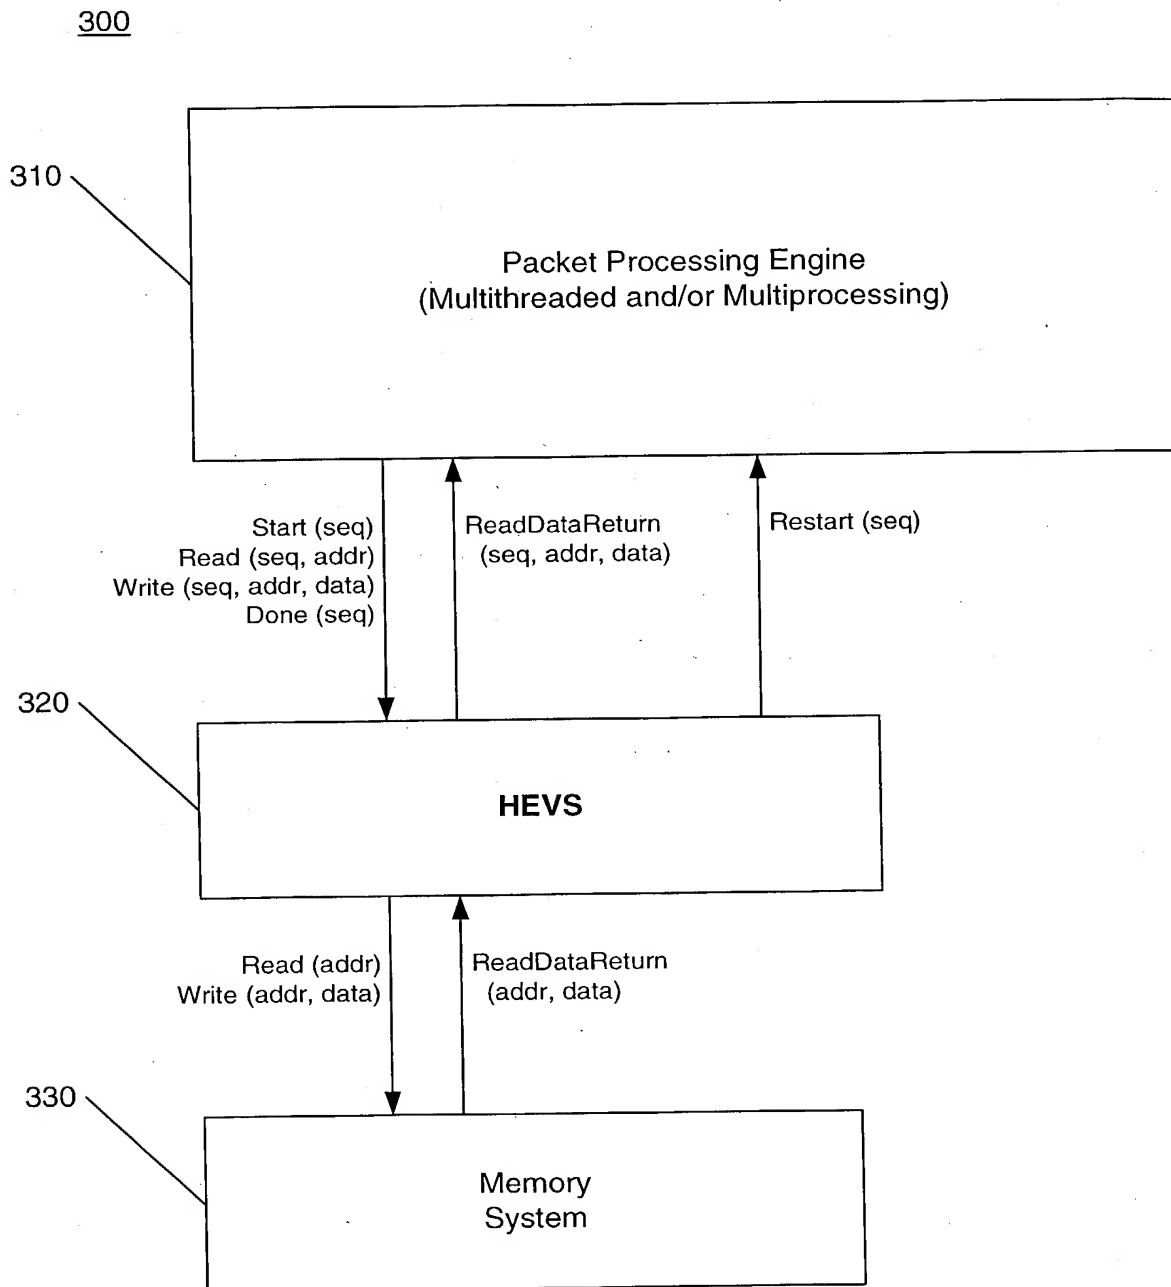 300
310
Packet Processing Engine
(Multithreaded and/or Multiprocessing)
Start (seq)
Read (seq, addr)
Write (seq, addr, data)
Done (seq)
ReadDataReturn
(seq, addr, data)
Restart (seq)
320
HEVS
Read (addr)
Write (addr, data)
ReadDataReturn
(addr, data)
330
Memory
System